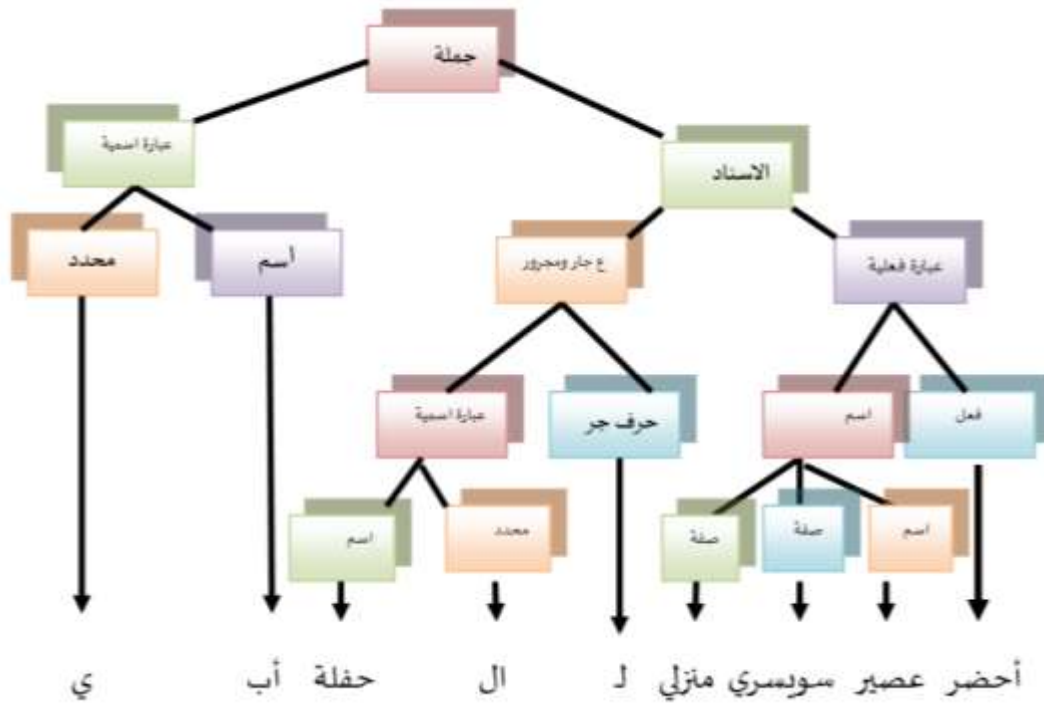 جملة
عبارة اسمية
الاسناد
محدد
أسم
ع جار ومجرور
عبارة فعلية
عبارة اسمية
حرف جر
اسم
فعل
اسم
محدد
صفة
صفة
اسم
أحضر عصير سويسري منزلي لـ ال حفلة أب ي